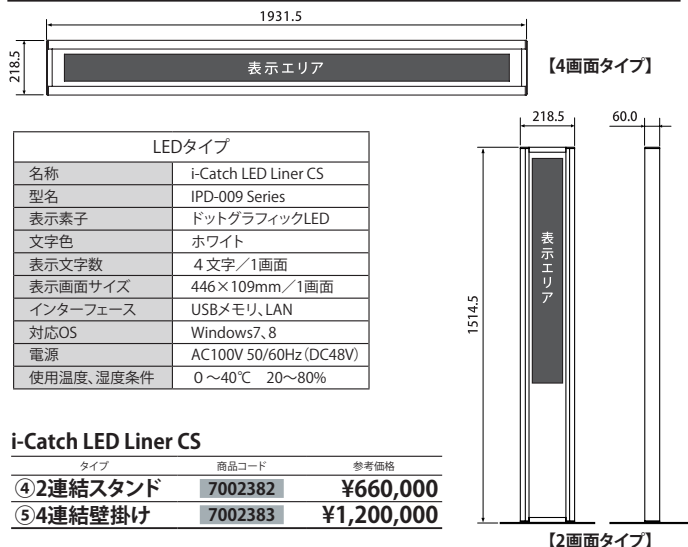 1931.5
218.5
表示エリア
【4画面タイプ】
218.5
60.0
LEDタイプ
名称 i-Catch LED Liner CS
型名 IPD-009 Series
表示素子 ドットグラフィックLED
文字色 ホワイト
表示文字数 4文字／1画面
表示画面サイズ 446×109mm／1画面
インターフェース USBメモリ、LAN
対応OS Windows7、8
電源 AC100V 50/60Hz（DC48V）
使用温度、湿度条件 0～40℃ 20～80%
表示エリア
1514.5
i-Catch LED Liner CS
タイプ 商品コード 参考価格
④2連結スタンド 7002382 ¥660,000
⑤4連結壁掛け 7002383 ¥1,200,000
【2画面タイプ】